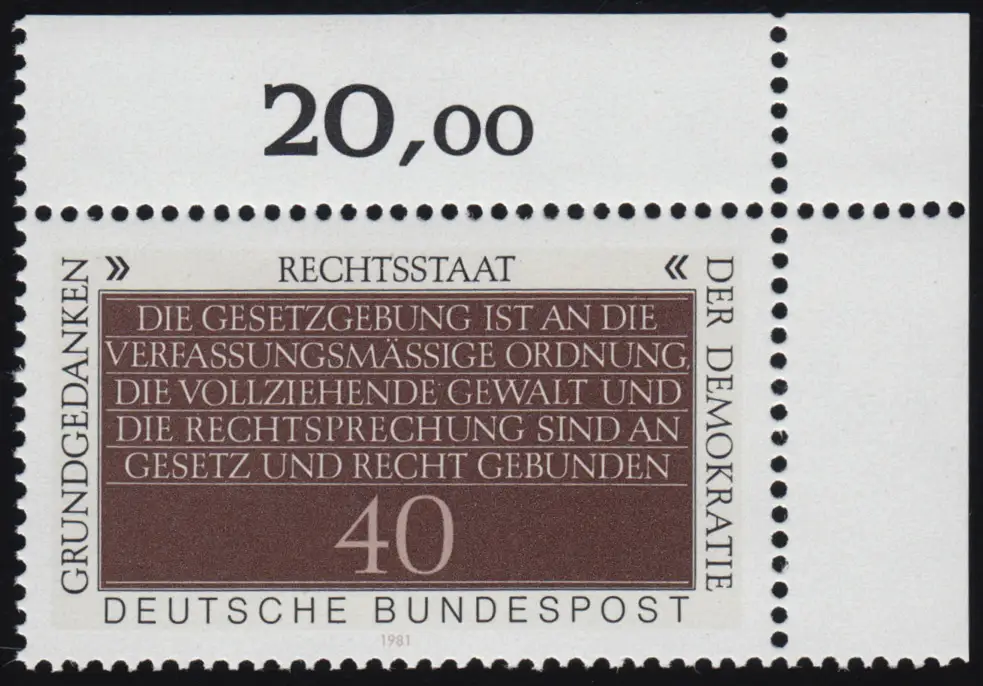 20,00
» RECHTSSTAAT «
GRUNDGEDANKEN
DIE GESETZGEBUNG IST AN DIE
VERFASSUNGSMÄSSIGE ORDNUNG,
DIE VOLLZIEHENDE GEWALT UND
DIE RECHTSPRECHUNG SIND AN
GESETZ UND RECHT GEBUNDEN
40
DER DEMOKRATIE
DEUTSCHE BUNDESPOST
1981